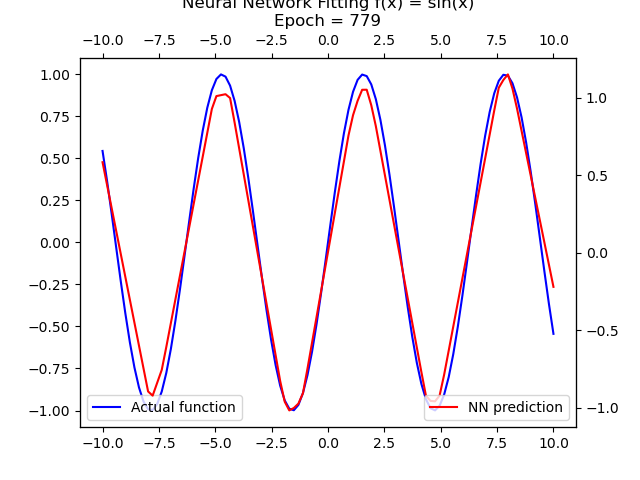 Neural Network Fitting f(x) = sin(x)
Epoch = 779
−10.0 −7.5 −5.0 −2.5 0.0 2.5 5.0 7.5 10.0
1.00
0.75
0.50
0.25
0.00
−0.25
−0.50
−0.75
−1.00
1.0
0.5
0.0
−0.5
−1.0
Actual function
NN prediction
−10.0 −7.5 −5.0 −2.5 0.0 2.5 5.0 7.5 10.0